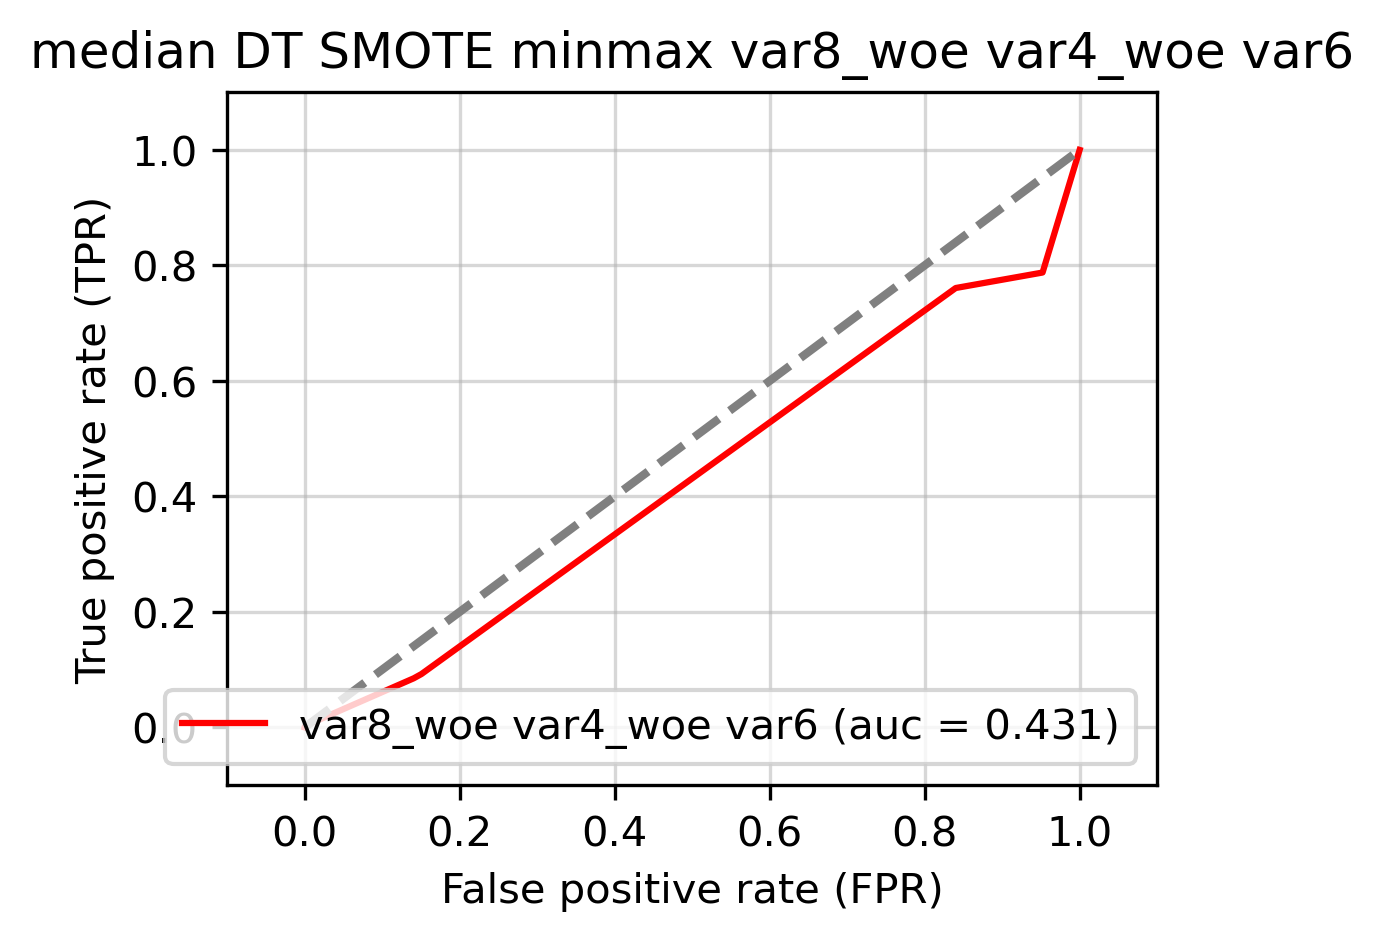 median DT SMOTE minmax var8_woe var4_woe var6
True positive rate (TPR)
1.0
0.8
0.6
0.4
0.2
0.0
var8_woe var4_woe var6 (auc = 0.431)
0.0 0.2 0.4 0.6 0.8 1.0
False positive rate (FPR)